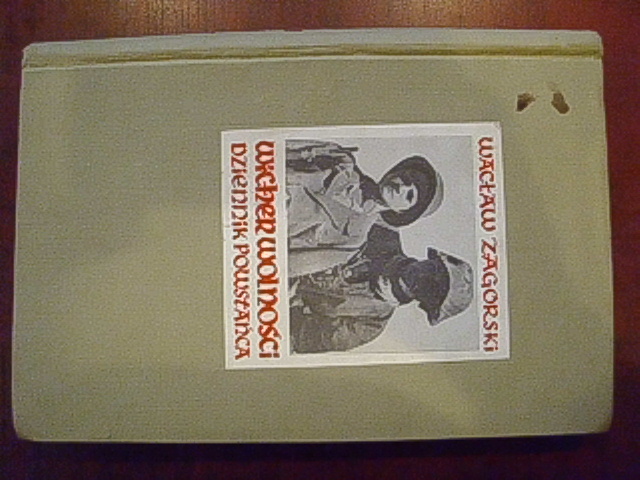 WACŁAW ZAGÓRSKI
WICHER WOLNOŚCI
DZIENNIK POWSTAŃCA